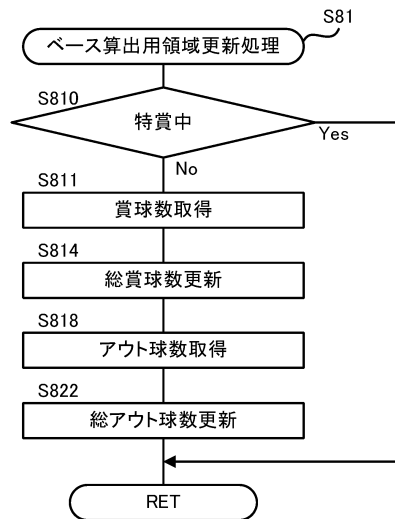 S81
ベース算出用領域更新処理
S810
特賞中
Yes
No
S811
賞球数取得
S814
総賞球数更新
S818
アウト球数取得
S822
総アウト球数更新
RET